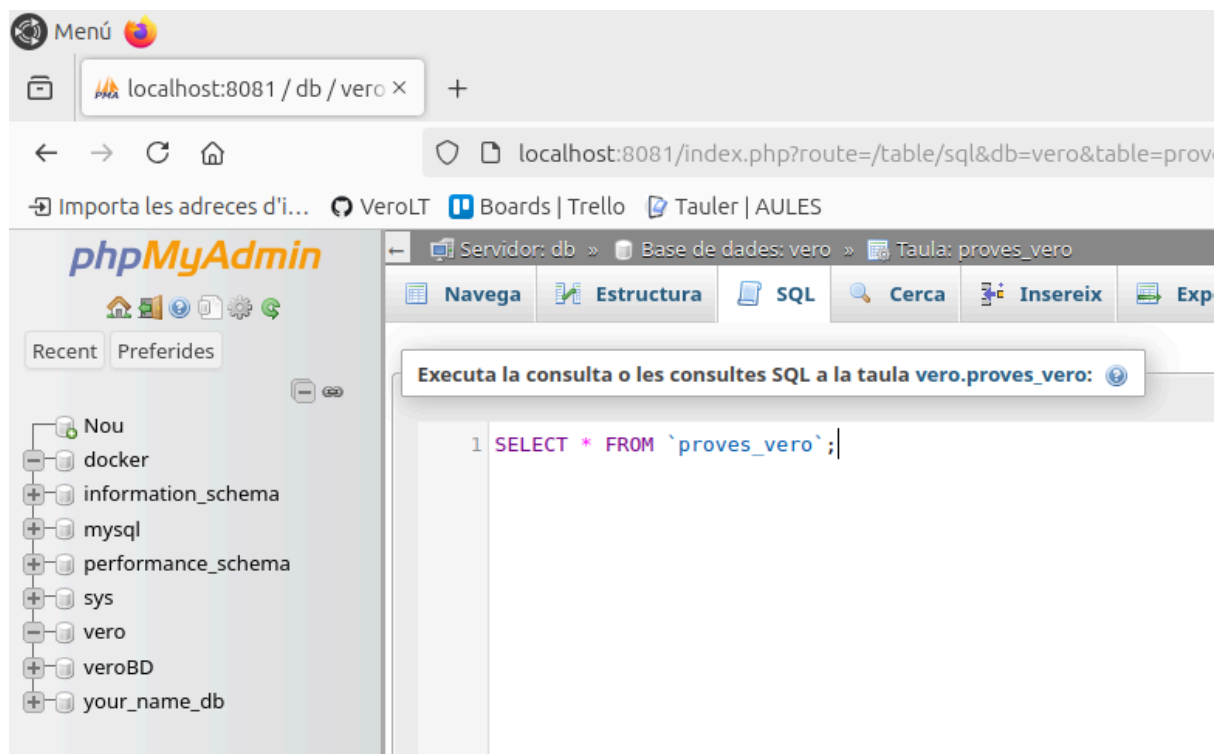 Menú
localhost:8081 / db / vero
localhost:8081/index.php?route=/table/sql&db=vero&table=prov
Importa les adreces d'i... VeroLT Boards | Trello Tauler | AULES
phpMyAdmin
Servidor: db » Base de dades: vero » Taula: proves_vero
Navega Estructura SQL Cerca Insereix Exp
Recent Preferides
Executa la consulta o les consultes SQL a la taula vero.proves_vero:
1 SELECT * FROM `proves_vero`;
Nou
docker
information_schema
mysql
performance_schema
sys
vero
veroBD
your_name_db